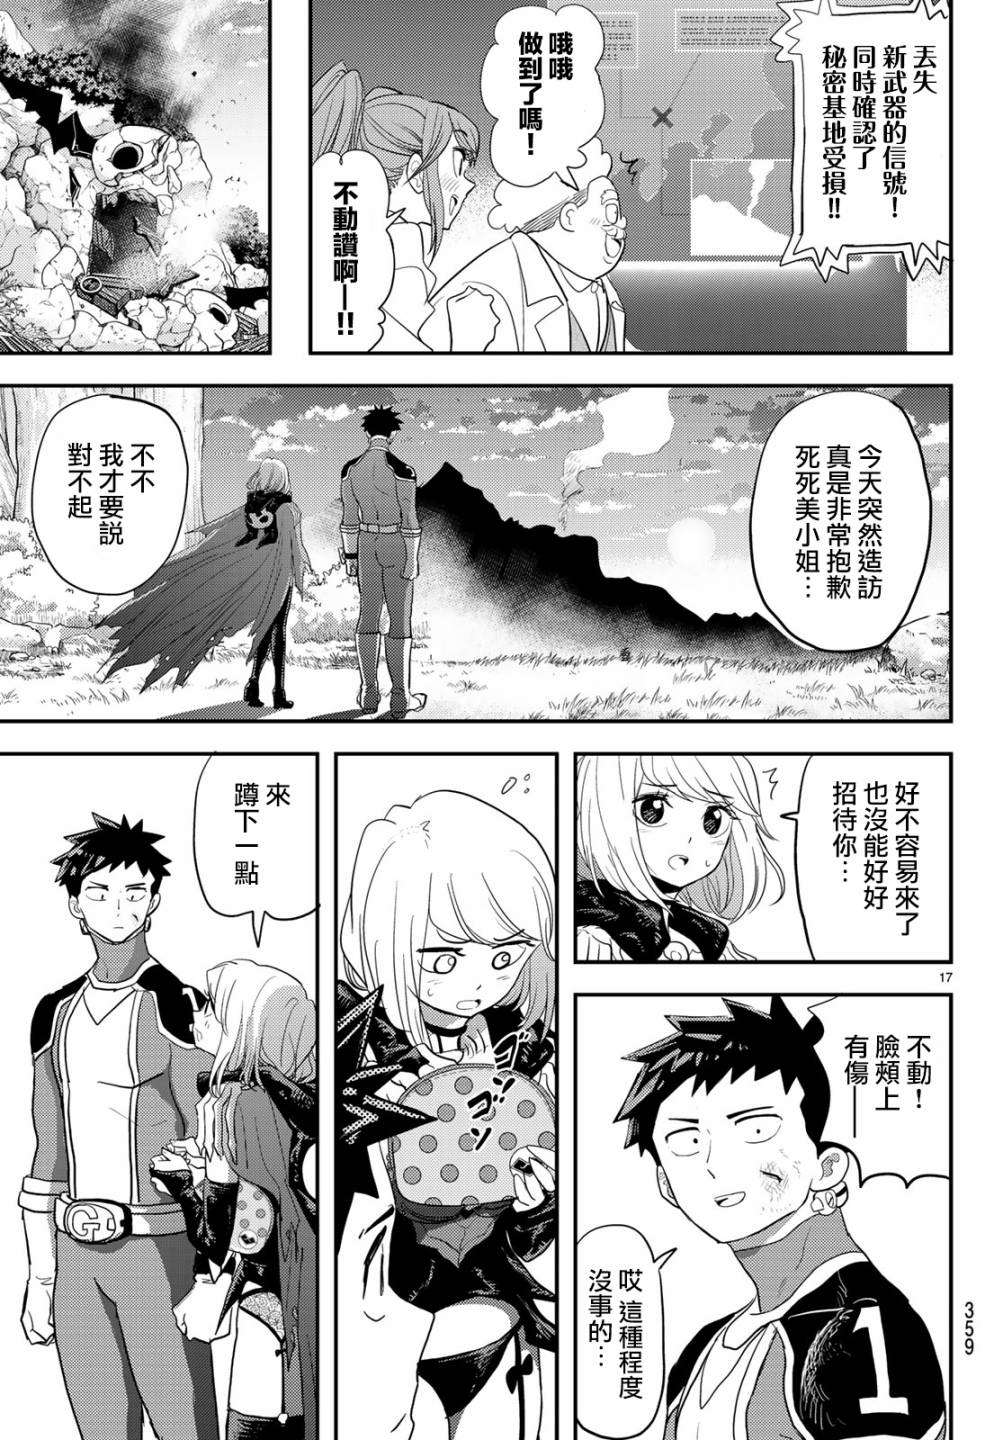 丟失
新武器的信號！
同時確認了
秘密基地受損!!
哦哦
做到了嗎！
不動讚啊——!!
今天突然造訪
真是非常抱歉
死死美小姐…
不不
我才要說
對不起
好不容易來了
也沒能好好
招待你…
17
不動！
臉頰上
有傷——
哎 這種程度
沒事的…
1
ゴソ
ゴソ
來
蹲下一點
G
359